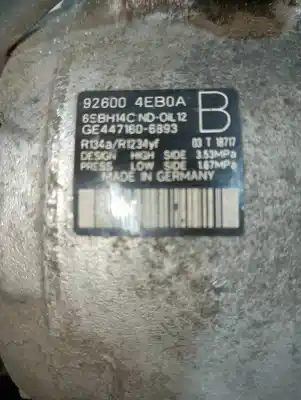 92600 4EB0A
B
6SBH14C ND-OIL12
GE447160-6893
R134a/R1234yf 03 T 18717
DESIGN HIGH SIDE 3.53MPa
PRESS LOW SIDE 1.67MPa
MADE IN GERMANY